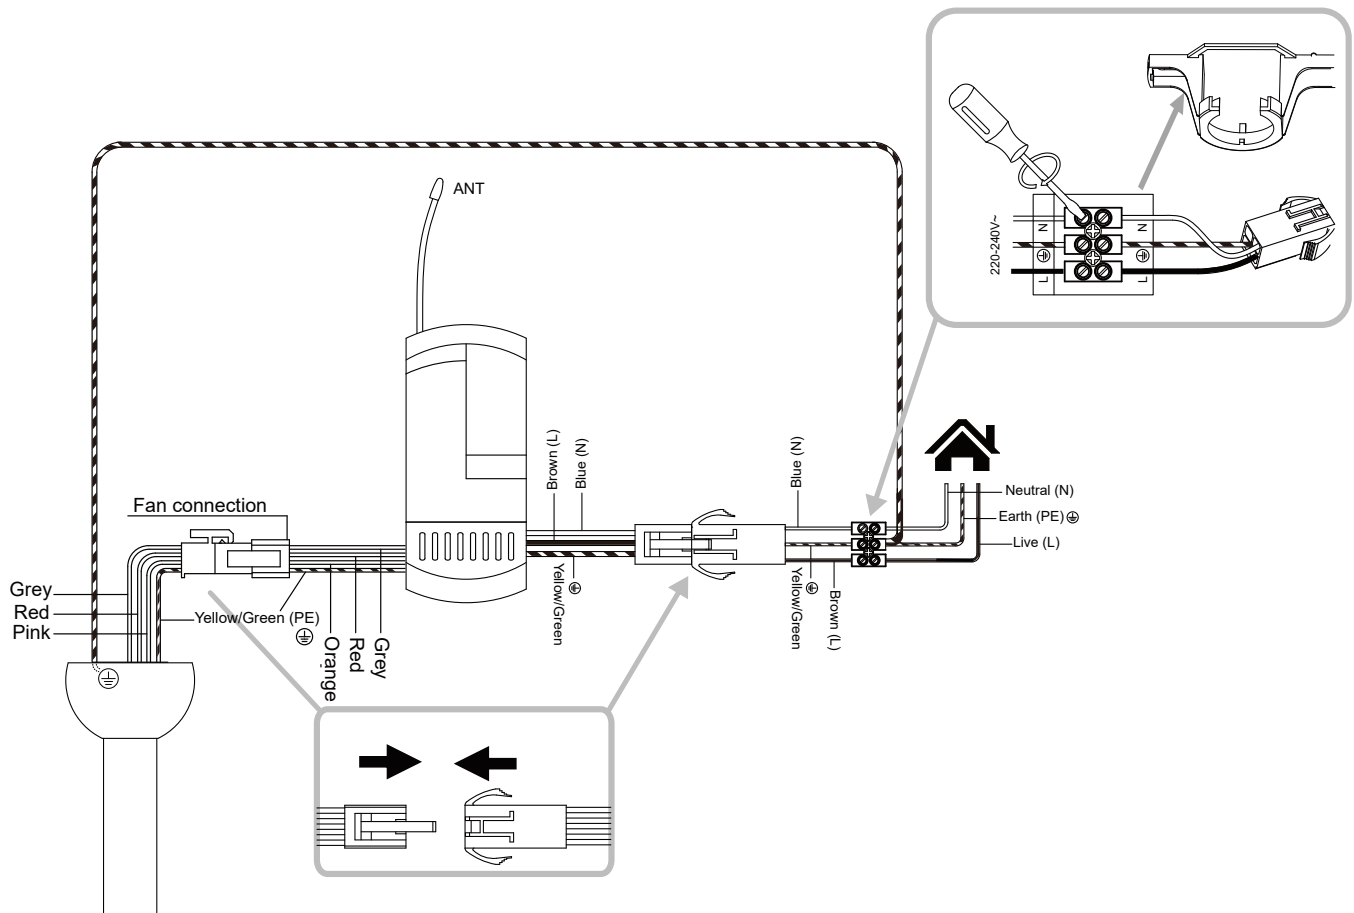 ANT
220-240V~
N
L
N
L
Brown (L)
Blue (N)
Blue (N)
Neutral (N)
Earth (PE)
Live (L)
Fan connection
Yellow/Green
Yellow/Green
Brown (L)
Grey
Red
Pink
Yellow/Green (PE)
Orange
Red
Grey